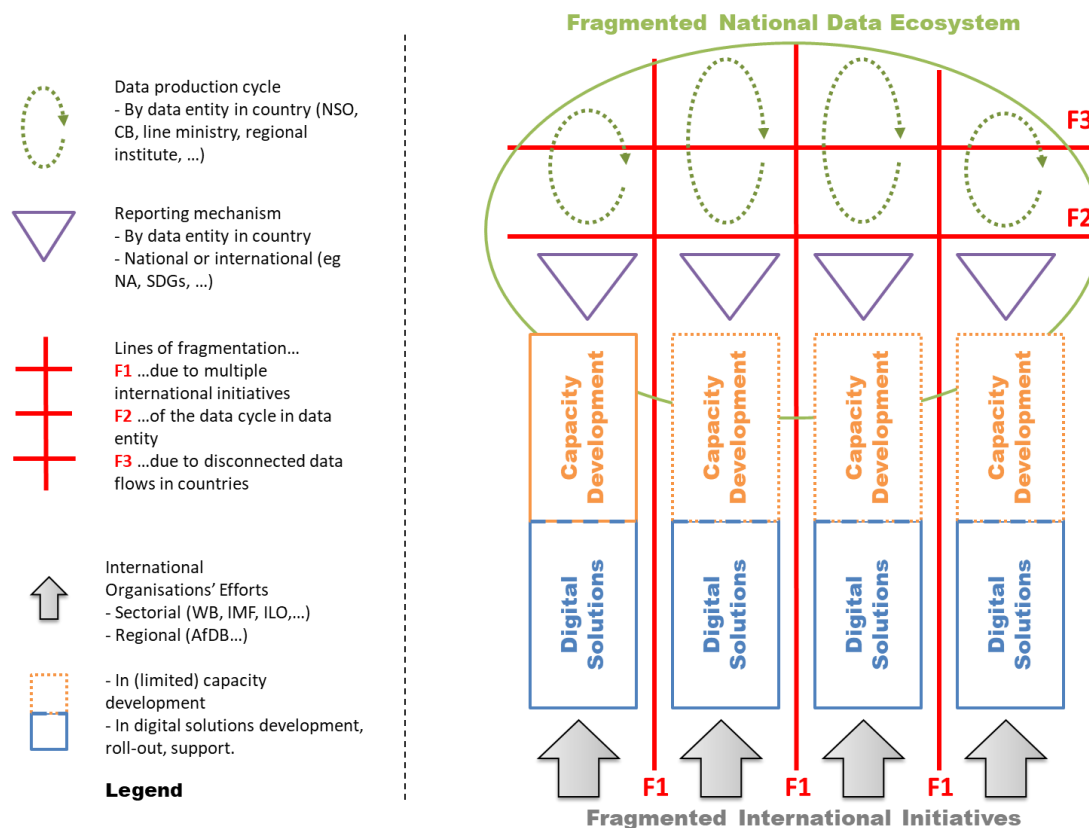 Fragmented National Data Ecosystem
Data production cycle
- By data entity in country (NSO,
CB, line ministry, regional
institute, ...)
Reporting mechanism
- By data entity in country
- National or international (eg
NA, SDGs, ...)
Lines of fragmentation...
F1 ...due to multiple
international initiatives
F2 ...of the data cycle in data
entity
F3 ...due to disconnected data
flows in countries
International
Organisations' Efforts
- Sectorial (WB, IMF, ILO,...)
- Regional (AfDB...)
- In (limited) capacity
development
- In digital solutions development,
roll-out, support.
Legend
F3
F2
Capacity
Development
Capacity
Development
Capacity
Development
Capacity
Development
Digital
Solutions
Digital
Solutions
Digital
Solutions
Digital
Solutions
F1
F1
F1
Fragmented International Initiatives